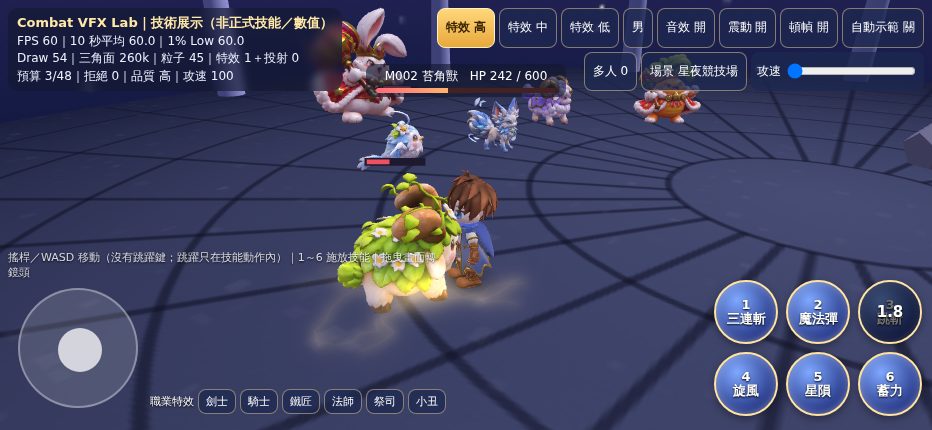 Combat VFX Lab｜技術展示（非正式技能／數值）
FPS 60｜10 秒平均 60.0｜1% Low 60.0
Draw 54｜三角面 260k｜粒子 45｜特效 1＋投射 0
預算 3/48｜拒絕 0｜品質 高｜攻速 100
特效 高
特效 中
特效 低
男
音效 開
震動 開
頓幀 開
自動示範 關
多人 0
場景 星夜競技場
攻速
M002 苔角獸 HP 242 / 600
搖桿／WASD 移動（沒有跳躍鍵；跳躍只在技能動作內）｜1～6 施放技能｜拖曳畫面轉
鏡頭
1
三連斬
2
魔法彈
3
1.8
4
旋風
5
星隕
6
蓄力
職業特效
劍士
騎士
鐵匠
法師
祭司
小丑